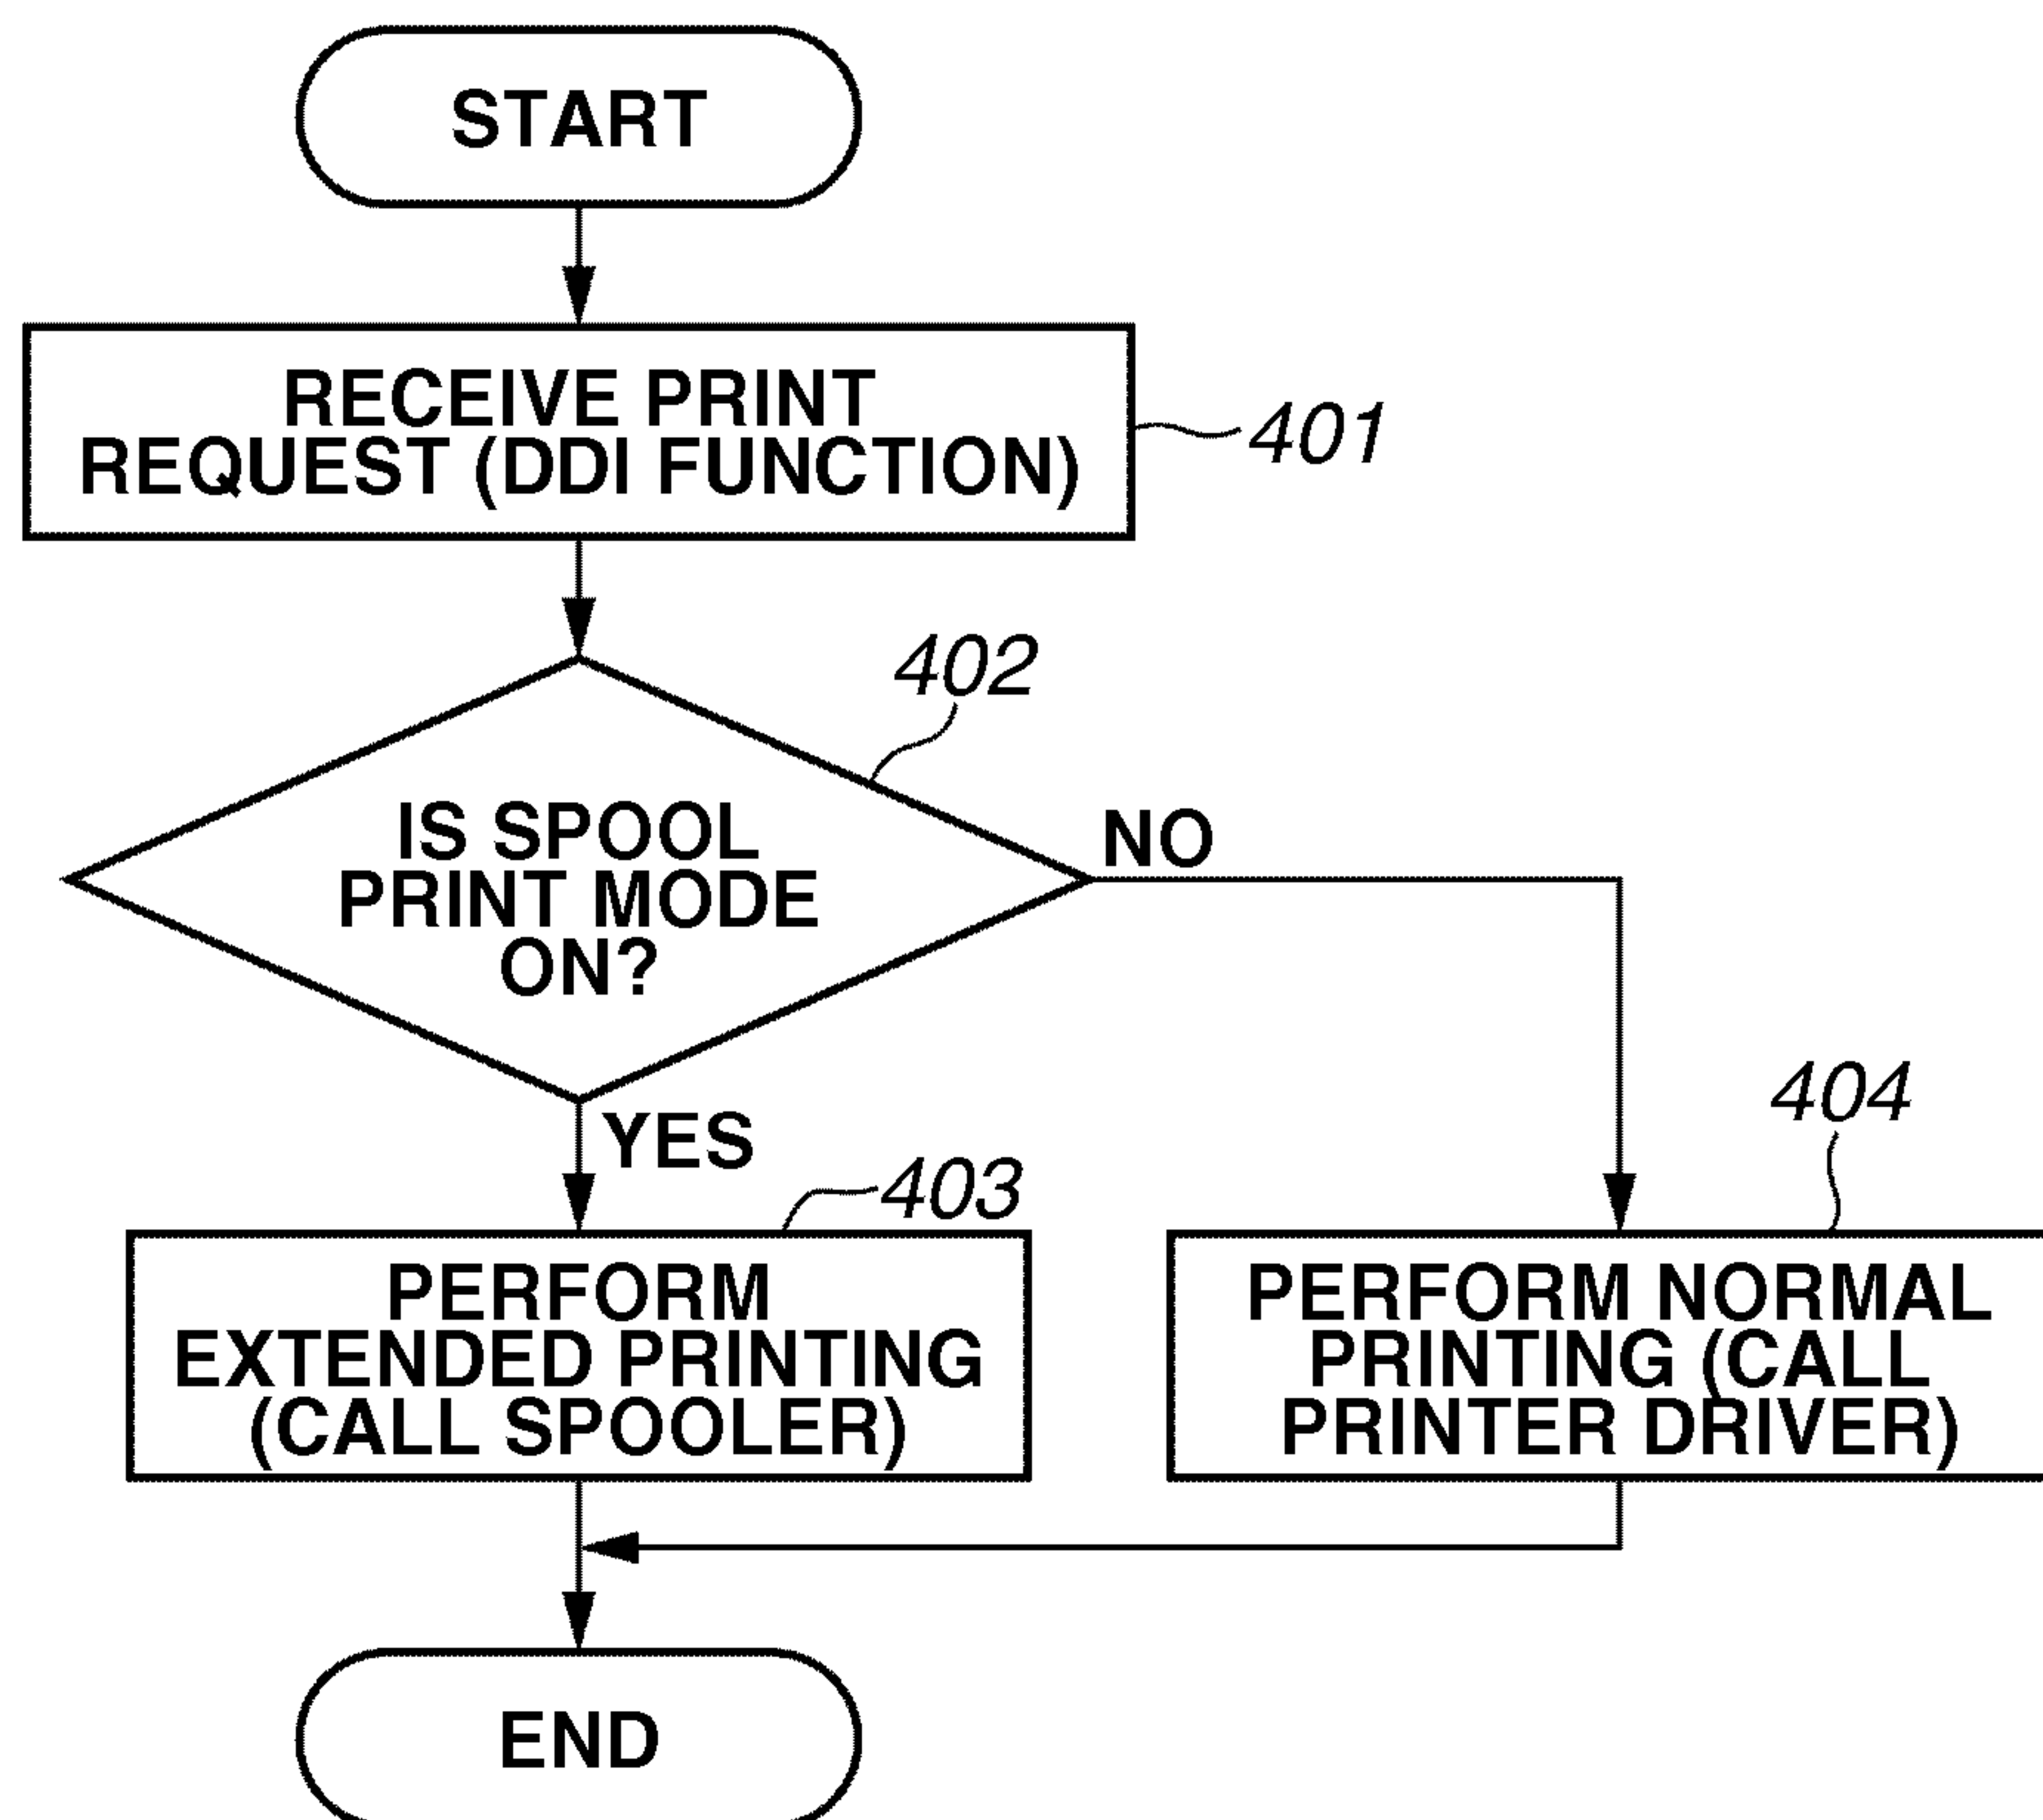 START
RECEIVE PRINT
REQUEST (DDI FUNCTION)
401
402
IS SPOOL
PRINT MODE
ON?
NO
YES
403
PERFORM
EXTENDED PRINTING
(CALL SPOOLER)
404
PERFORM NORMAL
PRINTING (CALL
PRINTER DRIVER)
END